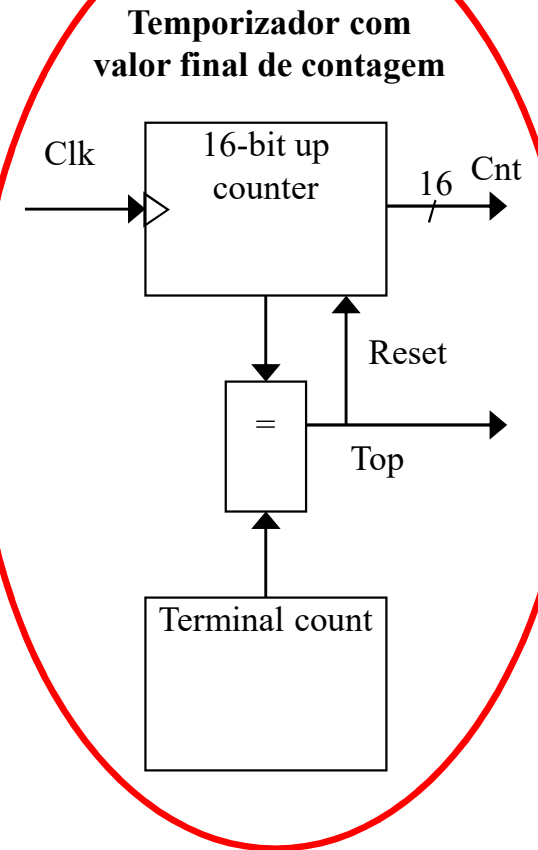 Temporizador com
valor final de contagem
Clk
16-bit up
counter
16
Cnt
Reset
=
Top
Terminal count